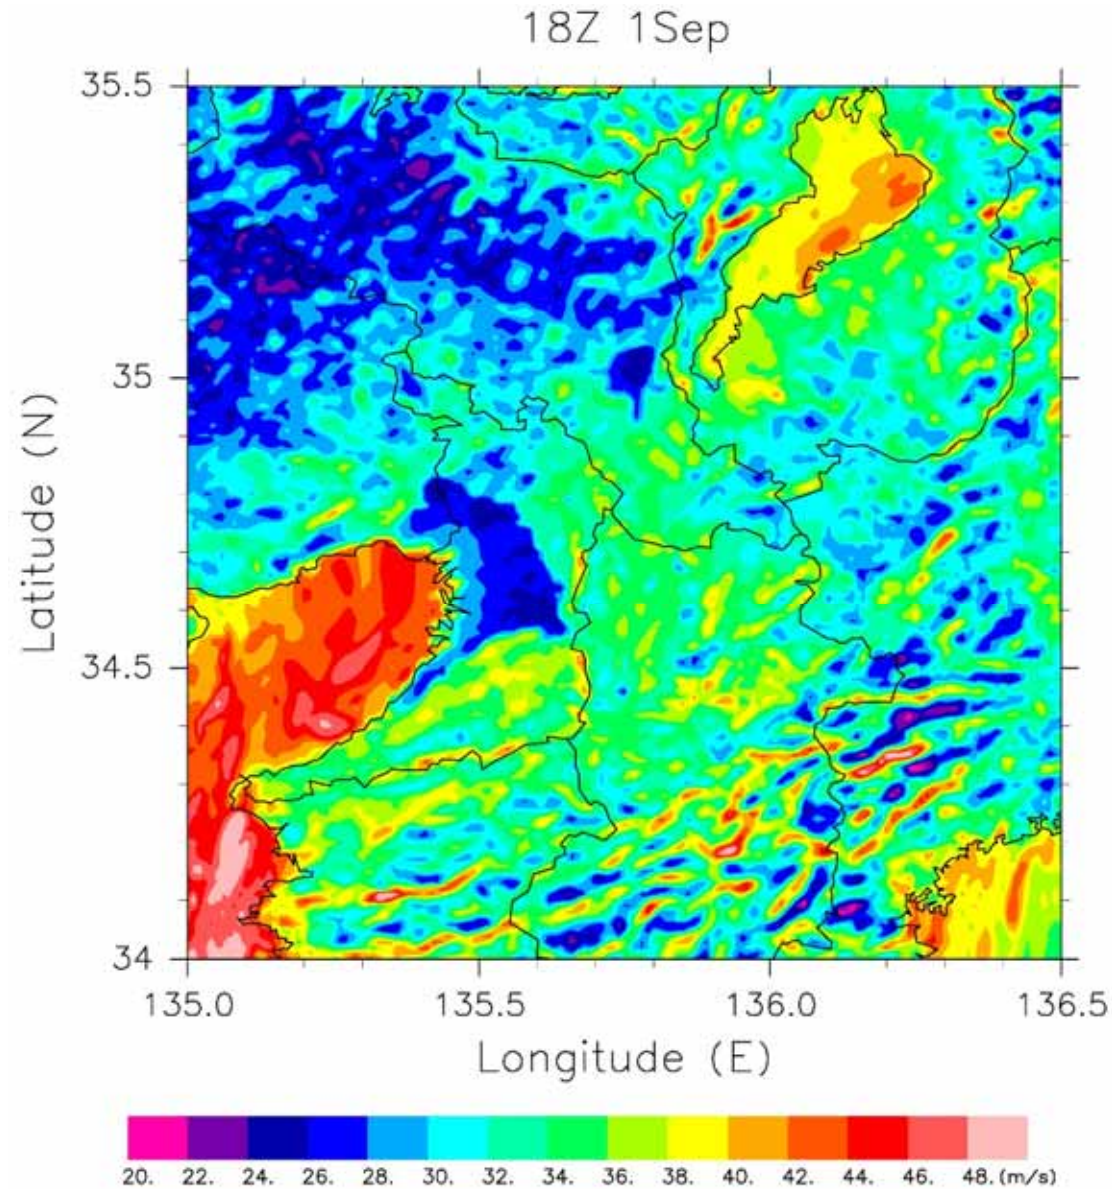 18Z 1Sep
35.5
35
34.5
34
Latitude (N)
135.0 135.5 136.0 136.5
Longitude (E)
20. 22. 24. 26. 28. 30. 32. 34. 36. 38. 40. 42. 44. 46. 48. (m/s)